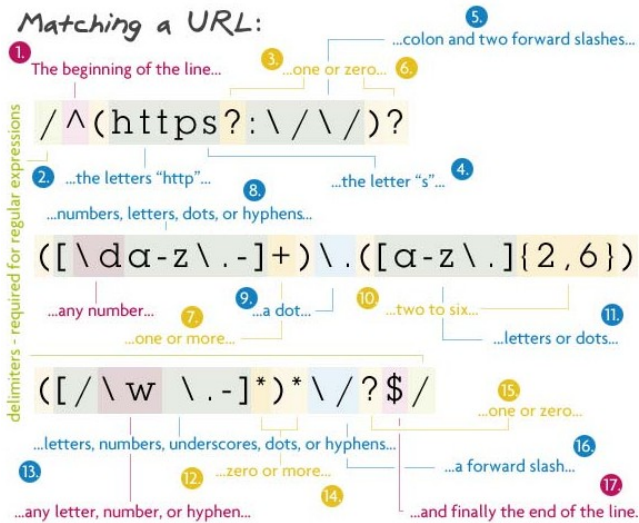 Matching a URL:
5.
...colon and two forward slashes...
1.
The beginning of the line...
3. ...one or zero... 6.
/^(https?:\/\/)?
2. ...the letters "http"...
...the letter "s"... 4.
8.
...numbers, letters, dots, or hyphens...
([\da-z\.-]+)\.([a-z\.]{2,6})
...any number...
9. ...a dot...
10. ...two to six...
11.
7.
...one or more...
...letters or dots...
([/\w \.-]*)*\/?$/
15.
...one or zero...
...letters, numbers, underscores, dots, or hyphens...
16.
13.
12. ...zero or more...
14.
...a forward slash...
17.
...any letter, number, or hyphen...
...and finally the end of the line.
delimiters - required for regular expressions